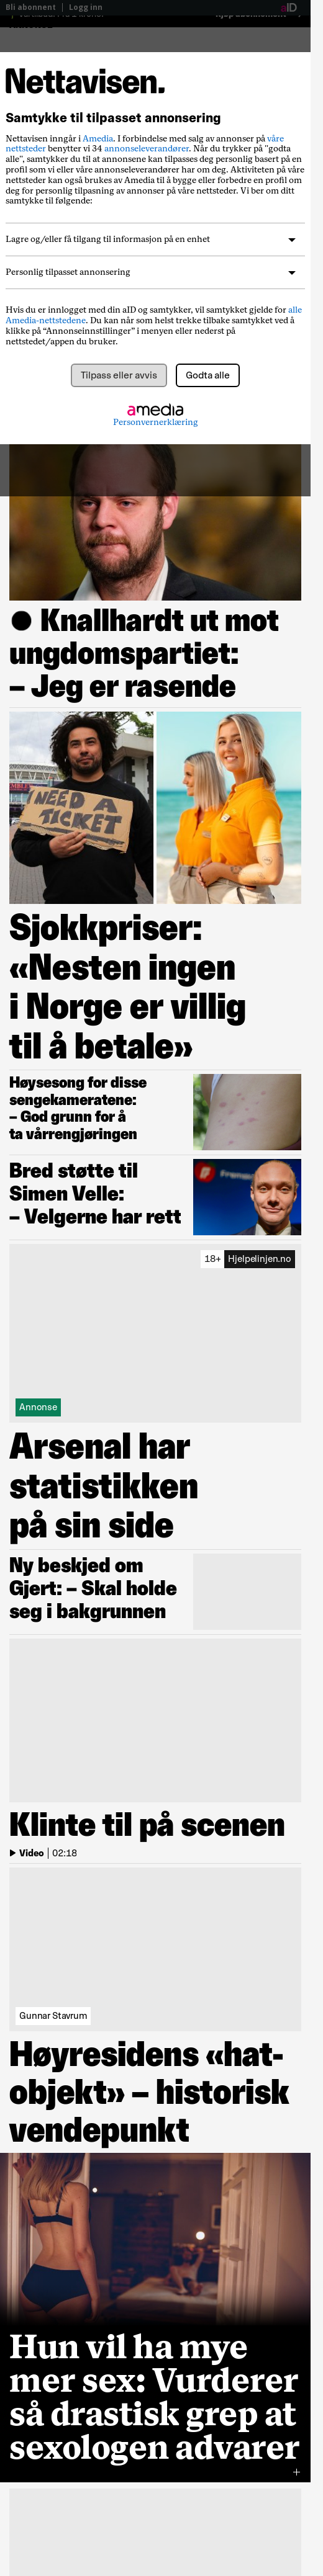 Bli abonnent | Logg inn
aID
Nettavisen.
Samtykke til tilpasset annonsering
Nettavisen inngår i Amedia. I forbindelse med salg av annonser på våre
nettsteder benytter vi 34 annonseleverandører. Når du trykker på "godta
alle", samtykker du til at annonsene kan tilpasses deg personlig basert på en
profil som vi eller våre annonseleverandører har om deg. Aktiviteten på våre
nettsteder kan også brukes av Amedia til å bygge eller forbedre en profil om
deg for personlig tilpasning av annonser på våre nettsteder. Vi ber om ditt
samtykke til følgende:
Lagre og/eller få tilgang til informasjon på en enhet
Personlig tilpasset annonsering
Hvis du er innlogget med din aID og samtykker, vil samtykket gjelde for alle
Amedia-nettstedene. Du kan når som helst trekke tilbake samtykket ved å
klikke på “Annonseinnstillinger” i menyen eller nederst på
nettstedet/appen du bruker.
Tilpass eller avvis
Godta alle
amedia
Personvernerklæring
Knallhardt ut mot
ungdomspartiet:
– Jeg er rasende
I NEED A
TICKET
Sjokkpriser:
«Nesten ingen
i Norge er villig
til å betale»
Høysesong for disse
sengekameratene:
– God grunn for å
ta vårrengjøringen
Bred støtte til
Simen Velle:
– Velgerne har rett
18+ Hjelpelinjen.no
Annonse
Arsenal har
statistikken
på sin side
Ny beskjed om
Gjert: – Skal holde
seg i bakgrunnen
Klinte til på scenen
Video | 02:18
Gunnar Stavrum
Høyresidens «hat-
objekt» – historisk
vendepunkt
Hun vil ha mye
mer sex: Vurderer
så drastisk grep at
sexologen advarer